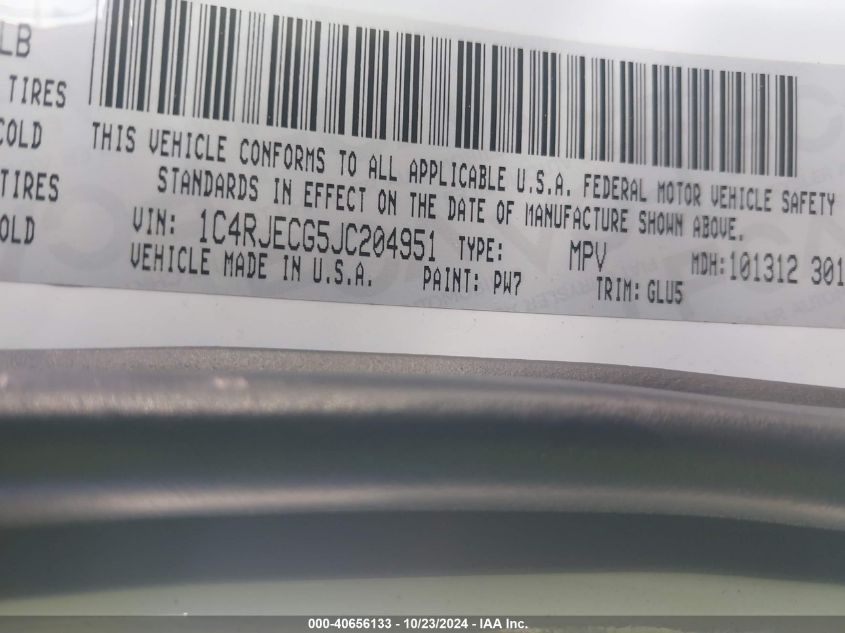 LB
TIRES
COLD
TIRES
OLD
THIS VEHICLE CONFORMS TO ALL APPLICABLE U.S.A. FEDERAL MOTOR VEHICLE SAFETY
STANDARDS IN EFFECT ON THE DATE OF MANUFACTURE SHOWN ABOVE.
VIN: 1C4RJECG5JC204951 TYPE: MPV MDH:101312 301
VEHICLE MADE IN U.S.A. PAINT: PW7 TRIM: GLU5
000-40656133 - 10/23/2024 - IAA Inc.